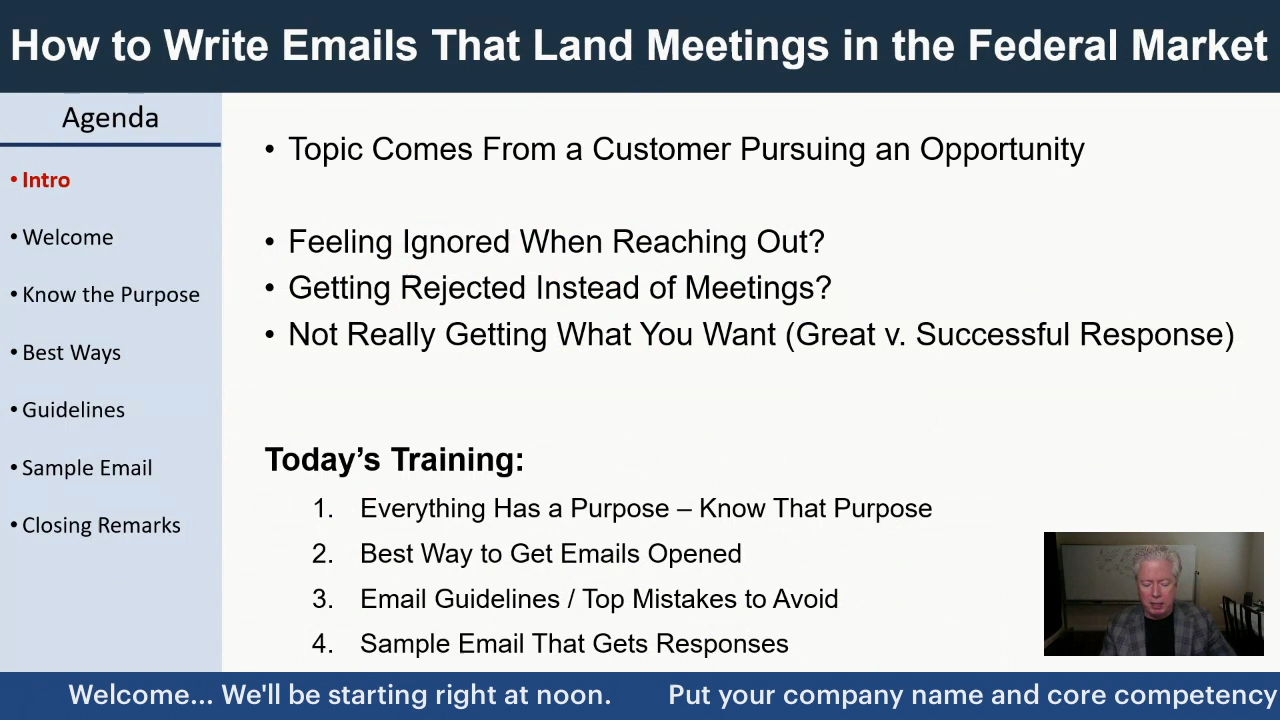 How to Write Emails That Land Meetings in the Federal Market
Agenda
• Intro
• Welcome
• Know the Purpose
• Best Ways
• Guidelines
• Sample Email
• Closing Remarks
• Topic Comes From a Customer Pursuing an Opportunity
• Feeling Ignored When Reaching Out?
• Getting Rejected Instead of Meetings?
• Not Really Getting What You Want (Great v. Successful Response)
Today's Training:
1. Everything Has a Purpose – Know That Purpose
2. Best Way to Get Emails Opened
3. Email Guidelines / Top Mistakes to Avoid
4. Sample Email That Gets Responses
Welcome... We'll be starting right at noon. Put your company name and core competency